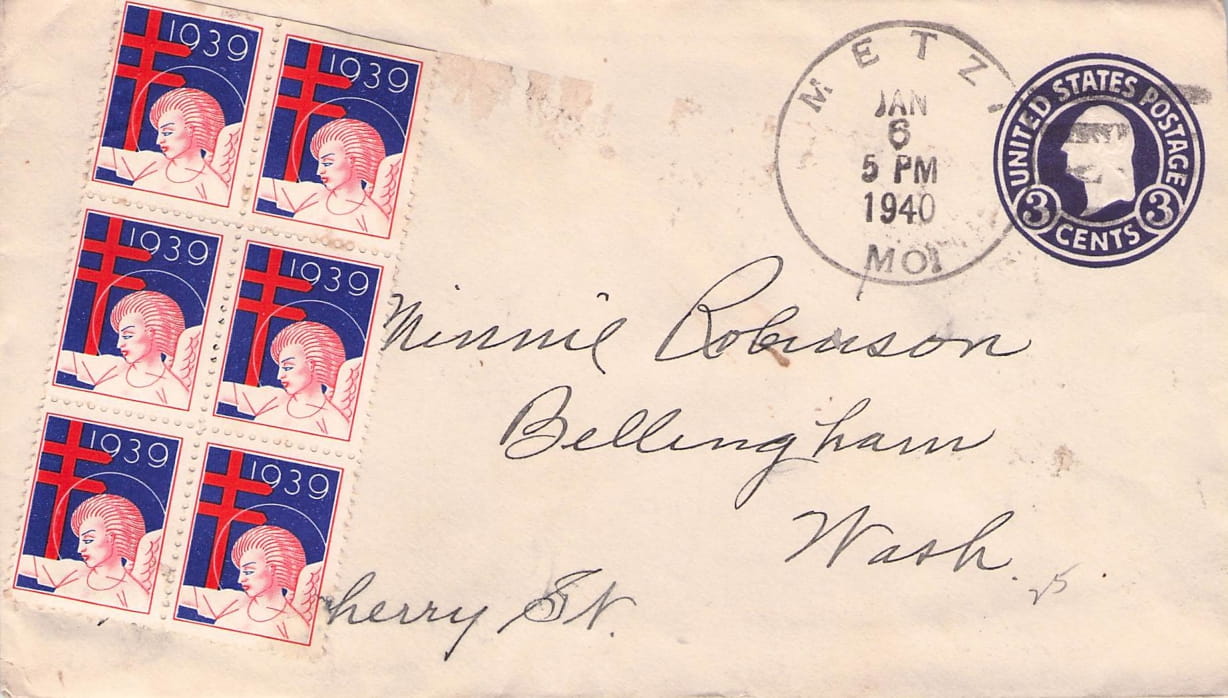 1939 1939
1939 1939
1939 1939
METZ,
JAN
6
5 PM
1940
MO.
UNITED STATES POSTAGE
3 CENTS 3
Minnie Robinson
Bellingham
Wash.
herry St.